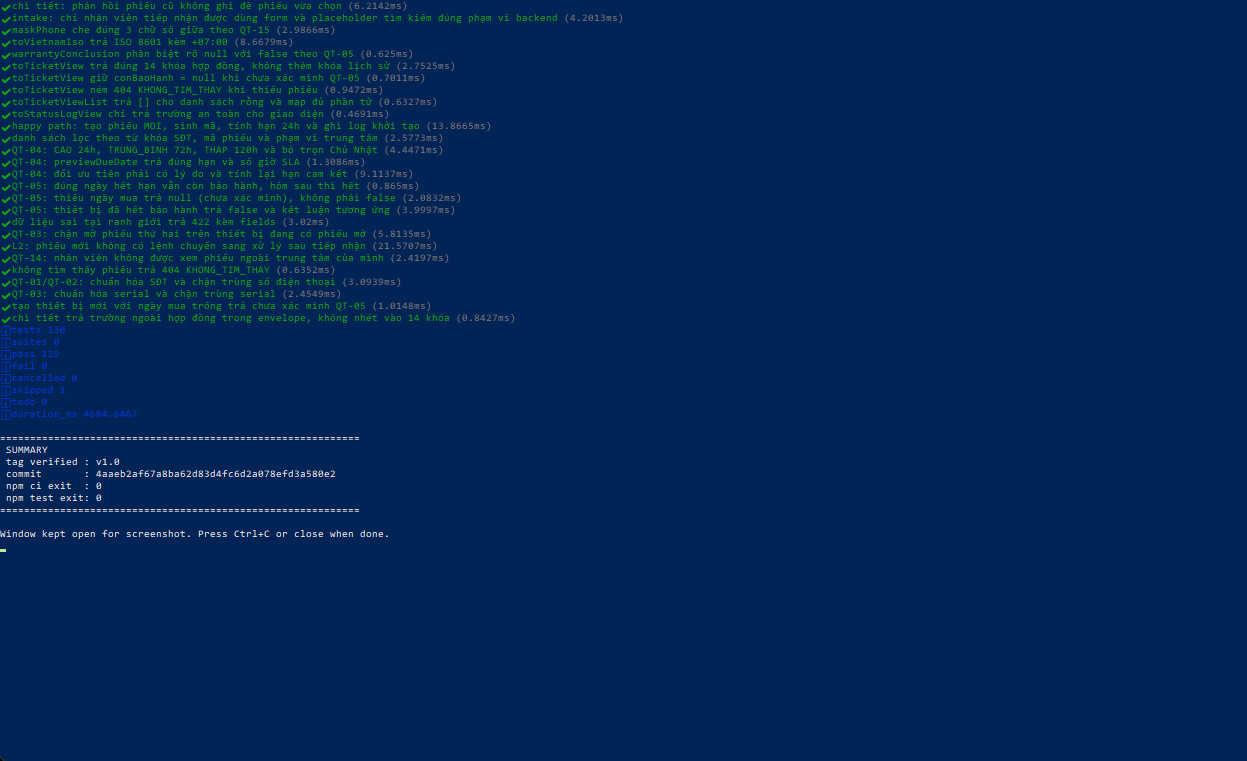 ✔chi tiết: phản hồi phiếu cũ không ghi đè phiếu vừa chọn (6.2142ms)
✔intake: chỉ nhân viên tiếp nhận được dùng form và placeholder tìm kiếm đúng phạm vi backend (4.2013ms)
✔maskPhone che đúng 3 chữ số giữa theo QT-15 (2.9866ms)
✔toVietnamIso trả ISO 8601 kèm +07:00 (8.6679ms)
✔warrantyConclusion phân biệt rõ null với false theo QT-05 (0.625ms)
✔toTicketView trả đúng 14 khóa hợp đồng, không thêm khóa lịch sử (2.7525ms)
✔toTicketView giữ conBaoHanh = null khi chưa xác minh QT-05 (0.7011ms)
✔toTicketView ném 404 KHONG_TIM_THAY khi thiếu phiếu (0.9472ms)
✔toTicketViewList trả [] cho danh sách rỗng và map đủ phần tử (0.6327ms)
✔toStatusLogView chỉ trả trường an toàn cho giao diện (0.4691ms)
✔happy path: tạo phiếu MOI, sinh mã, tính hạn 24h và ghi log khởi tạo (13.8665ms)
✔danh sách lọc theo từ khóa SĐT, mã phiếu và phạm vi trung tâm (2.5773ms)
✔QT-04: CAO 24h, TRUNG_BINH 72h, THAP 120h và bỏ trọn Chủ Nhật (4.4471ms)
✔QT-04: previewDueDate trả đúng hạn và số giờ SLA (1.3086ms)
✔QT-04: đổi ưu tiên phải có lý do và tính lại hạn cam kết (9.1137ms)
✔QT-05: đúng ngày hết hạn vẫn còn bảo hành, hôm sau thì hết (0.865ms)
✔QT-05: thiếu ngày mua trả null (chưa xác minh), không phải false (2.0832ms)
✔QT-05: thiết bị đã hết bảo hành trả false và kết luận tương ứng (3.9997ms)
✔dữ liệu sai tại ranh giới trả 422 kèm fields (3.02ms)
✔QT-03: chặn mở phiếu thứ hai trên thiết bị đang có phiếu mở (5.8135ms)
✔L2: phiếu mới không có lệnh chuyển sang xử lý sau tiếp nhận (21.5707ms)
✔QT-14: nhân viên không được xem phiếu ngoài trung tâm của mình (2.4197ms)
✔không tìm thấy phiếu trả 404 KHONG_TIM_THAY (0.6352ms)
✔QT-01/QT-02: chuẩn hóa SĐT và chặn trùng số điện thoại (3.0939ms)
✔QT-03: chuẩn hóa serial và chặn trùng serial (2.4549ms)
✔tạo thiết bị mới với ngày mua trống trả chưa xác minh QT-05 (1.0148ms)
✔chi tiết trả trường ngoài hợp đồng trong envelope, không nhét vào 14 khóa (0.8427ms)
ℹtests 130
ℹsuites 0
ℹpass 129
ℹfail 0
ℹcancelled 0
ℹskipped 1
ℹtodo 0
ℹduration_ms 4684.6467
============================================================
SUMMARY
tag verified : v1.0
commit       : 4aaeb2af67a8ba62d83d4fc6d2a078efd3a580e2
npm ci exit  : 0
npm test exit: 0
============================================================
Window kept open for screenshot. Press Ctrl+C or close when done.